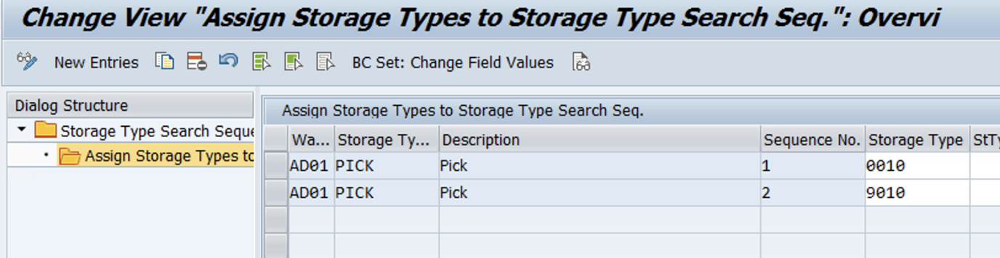 Change View "Assign Storage Types to Storage Type Search Seq.": Overvi
New Entries BC Set: Change Field Values
Dialog Structure
Storage Type Search Seque
Assign Storage Types to
Assign Storage Types to Storage Type Search Seq.
Wa... Storage Ty... Description Sequence No. Storage Type StTy
AD01 PICK Pick 1 0010
AD01 PICK Pick 2 9010